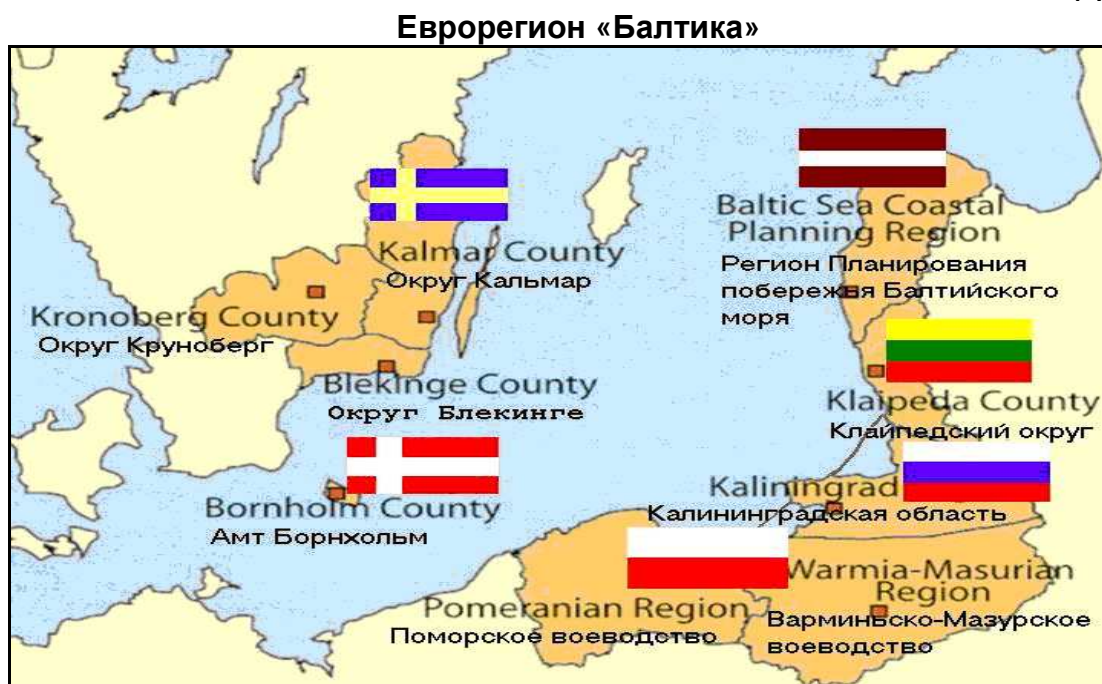 Еврорегион «Балтика»
Baltic Sea Coastal
Planning Region
Регион Планирования
побережья Балтийского
моря
Kalmar County
Округ Кальмар
Kronoberg County
Округ Круноберг
Blekinge County
Округ Блекинге
Klaipeda County
Клайпедский округ
Bornholm County
Амт Борнхольм
Kaliningrad
Калининградская область
Pomeranian Region
Поморское воеводство
Warmia-Masurian
Region
Варминьско-Мазурское
воеводство